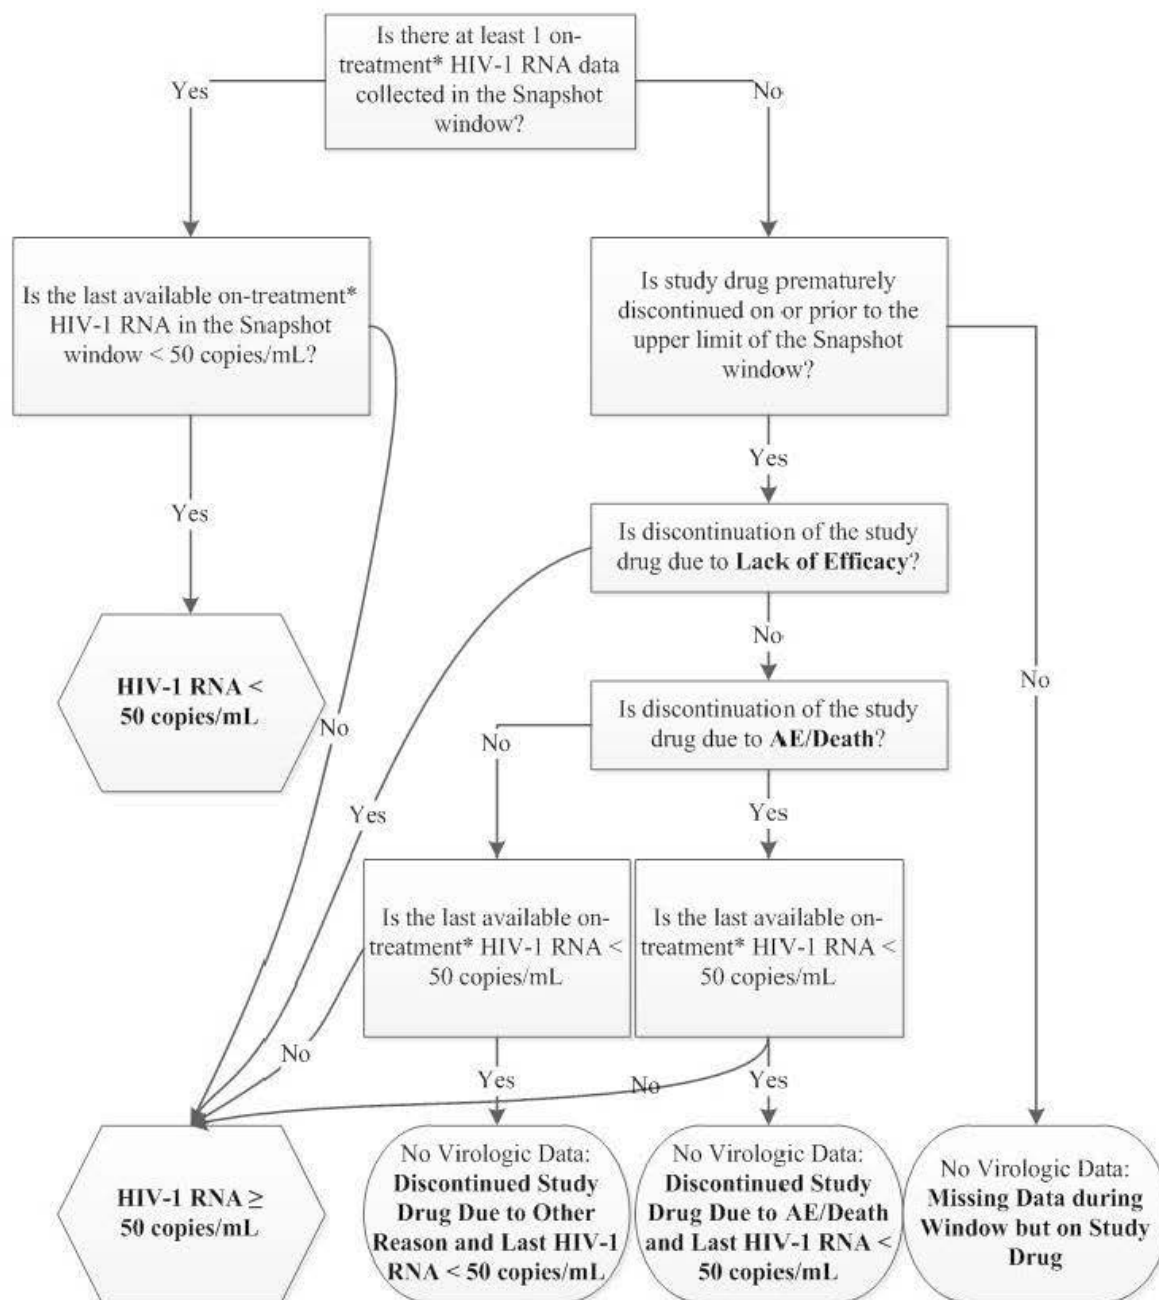 Is there at least 1 on-
treatment* HIV-1 RNA data
collected in the Snapshot
window?
Yes
No
Is the last available on-treatment*
HIV-1 RNA in the Snapshot
window < 50 copies/mL?
Is study drug prematurely
discontinued on or prior to the
upper limit of the Snapshot
window?
Yes
Yes
Is discontinuation of the study
drug due to Lack of Efficacy?
No
HIV-1 RNA <
50 copies/mL
No
No
Is discontinuation of the study
drug due to AE/Death?
No
Yes
Yes
Is the last available on-
treatment* HIV-1 RNA <
50 copies/mL
Is the last available on-
treatment* HIV-1 RNA <
50 copies/mL
No
Yes
No
Yes
HIV-1 RNA ≥
50 copies/mL
No Virologic Data:
Discontinued Study
Drug Due to Other
Reason and Last HIV-1
RNA < 50 copies/mL
No Virologic Data:
Discontinued Study
Drug Due to AE/Death
and Last HIV-1 RNA <
50 copies/mL
No Virologic Data:
Missing Data during
Window but on Study
Drug